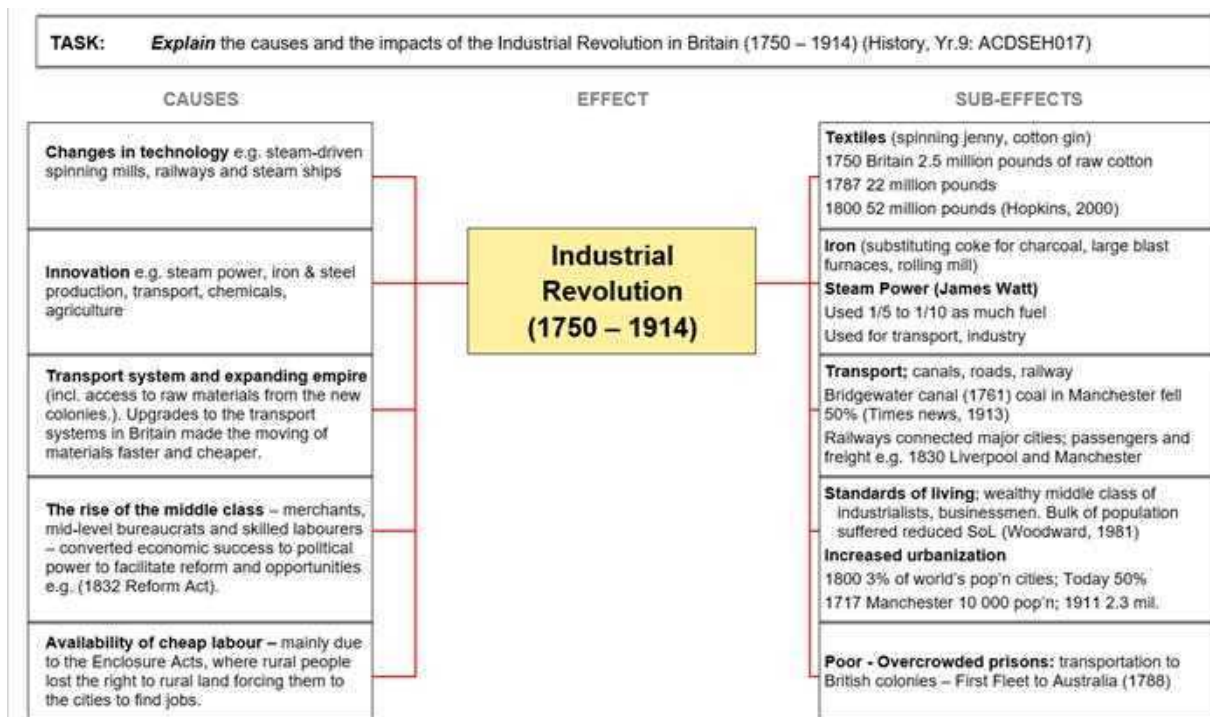 TASK: Explain the causes and the impacts of the Industrial Revolution in Britain (1750 – 1914) (History, Yr.9: ACDSEH017)
CAUSES
EFFECT
SUB-EFFECTS
Changes in technology e.g. steam-driven
spinning mills, railways and steam ships
Innovation e.g. steam power, iron & steel
production, transport, chemicals,
agriculture
Transport system and expanding empire
(incl. access to raw materials from the new
colonies.). Upgrades to the transport
systems in Britain made the moving of
materials faster and cheaper.
The rise of the middle class – merchants,
mid-level bureaucrats and skilled labourers
– converted economic success to political
power to facilitate reform and opportunities
e.g. (1832 Reform Act).
Availability of cheap labour – mainly due
to the Enclosure Acts, where rural people
lost the right to rural land forcing them to
the cities to find jobs.
Industrial
Revolution
(1750 – 1914)
Textiles (spinning jenny, cotton gin)
1750 Britain 2.5 million pounds of raw cotton
1787 22 million pounds
1800 52 million pounds (Hopkins, 2000)
Iron (substituting coke for charcoal, large blast
furnaces, rolling mill)
Steam Power (James Watt)
Used 1/5 to 1/10 as much fuel
Used for transport, industry
Transport; canals, roads, railway
Bridgewater canal (1761) coal in Manchester fell
50% (Times news, 1913)
Railways connected major cities; passengers and
freight e.g. 1830 Liverpool and Manchester
Standards of living; wealthy middle class of
industrialists, businessmen. Bulk of population
suffered reduced SoL (Woodward, 1981)
Increased urbanization
1800 3% of world's pop'n cities; Today 50%
1717 Manchester 10 000 pop'n; 1911 2.3 mil.
Poor - Overcrowded prisons: transportation to
British colonies – First Fleet to Australia (1788)